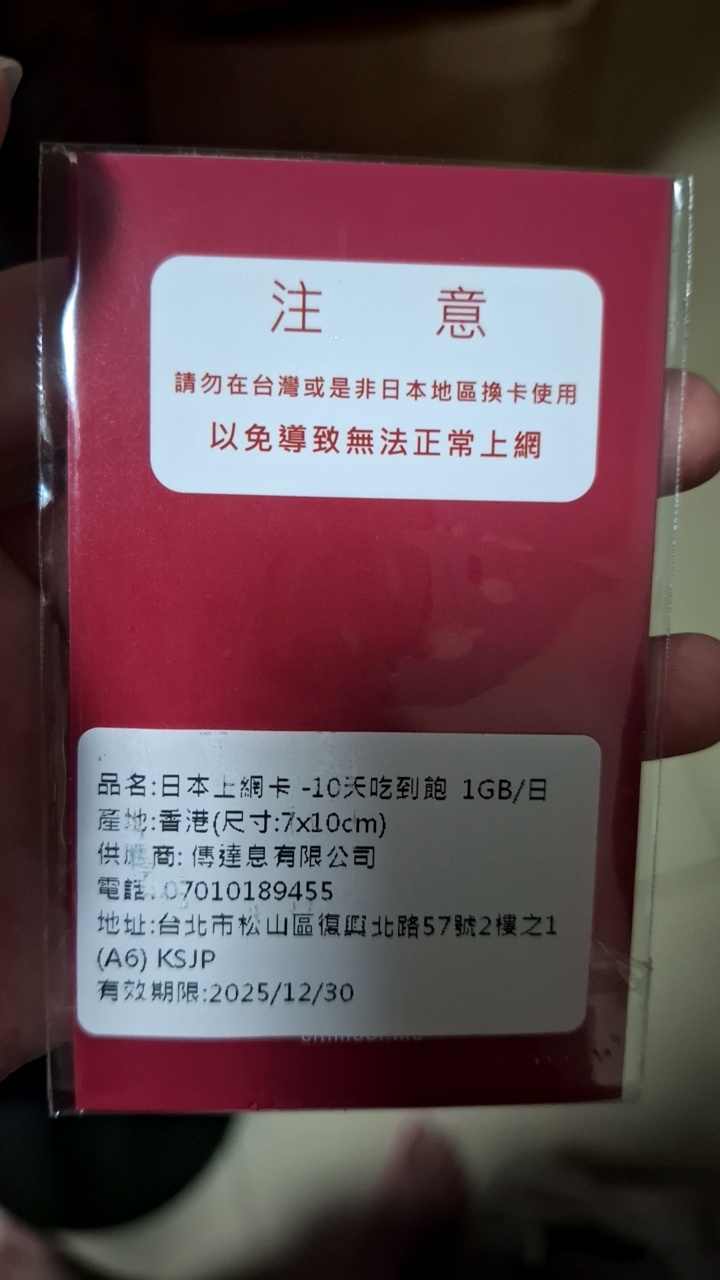 注 意
請勿在台灣或是非日本地區換卡使用
以免導致無法正常上網
品名:日本上網卡 -10天吃到飽 1GB/日
產地:香港(尺寸:7x10cm)
供應商: 傳達息有限公司
電話: 07010189455
地址:台北市松山區復興北路57號2樓之1
(A6) KSJP
有效期限:2025/12/30